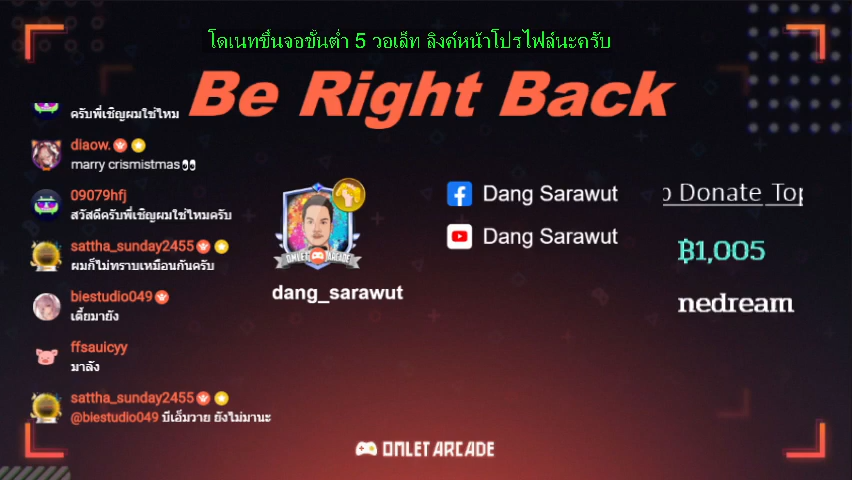 โดเนทขึ้นจอขั่นต่ำ 5 วอเล็ท ลิงค์หน้าโปรไฟล์นะครับ
Be Right Back
ครับพี่เชิญผมใช้ไหม
diaow.
marry crismistmas
09079hfj
สวัสดีครับพี่เชิญผมใช้ไหมครับ
sattha_sunday2455
ผมก็ไม่ทราบเหมือนกันครับ
biestudio049
เดี๋ยมายัง
ffsauicyy
มาลัง
sattha_sunday2455
@biestudio049 บีเอ็มวาย ยังไม่มานะ
OMLET ARCADE
dang_sarawut
Dang Sarawut
Dang Sarawut
Donate Top
฿1,005
nedream
OMLET ARCADE